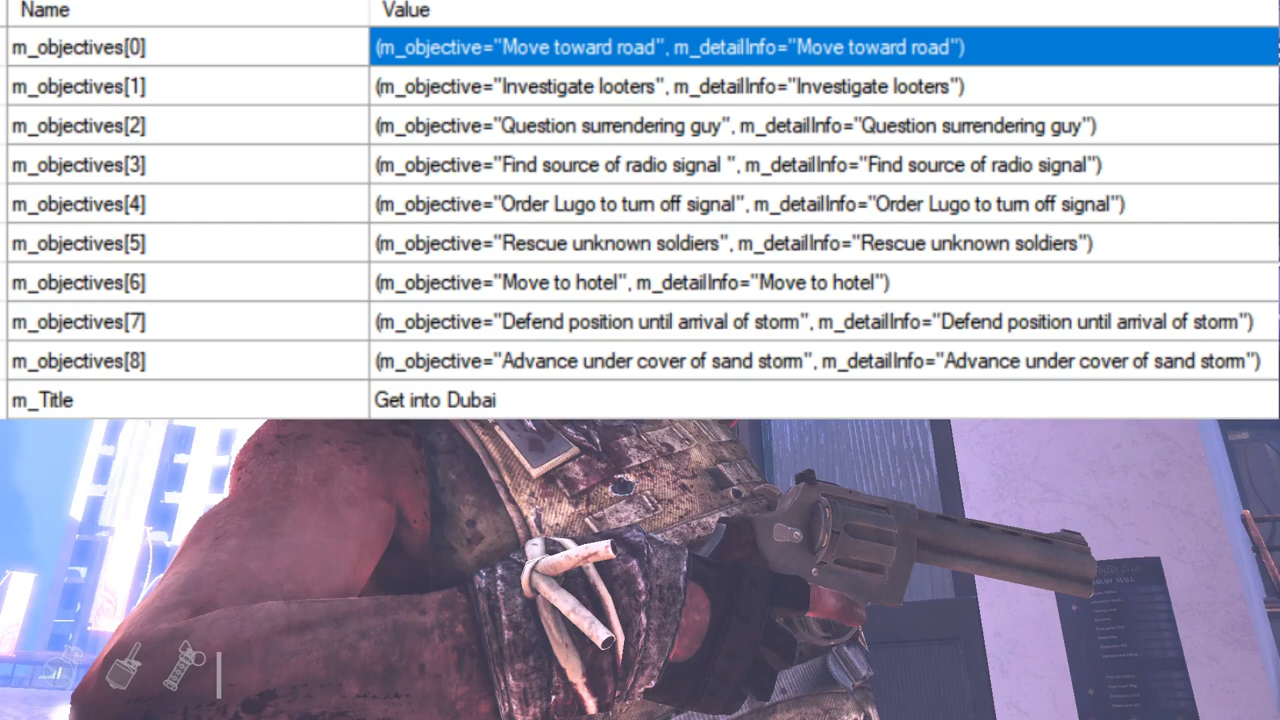 Name Value
m_objectives[0] (m_objective="Move toward road", m_detailInfo="Move toward road")
m_objectives[1] (m_objective="Investigate looters", m_detailInfo="Investigate looters")
m_objectives[2] (m_objective="Question surrendering guy", m_detailInfo="Question surrendering guy")
m_objectives[3] (m_objective="Find source of radio signal ", m_detailInfo="Find source of radio signal")
m_objectives[4] (m_objective="Order Lugo to turn off signal", m_detailInfo="Order Lugo to turn off signal")
m_objectives[5] (m_objective="Rescue unknown soldiers", m_detailInfo="Rescue unknown soldiers")
m_objectives[6] (m_objective="Move to hotel", m_detailInfo="Move to hotel")
m_objectives[7] (m_objective="Defend position until arrival of storm", m_detailInfo="Defend position until arrival of storm")
m_objectives[8] (m_objective="Advance under cover of sand storm", m_detailInfo="Advance under cover of sand storm")
m_Title Get into Dubai
MALL